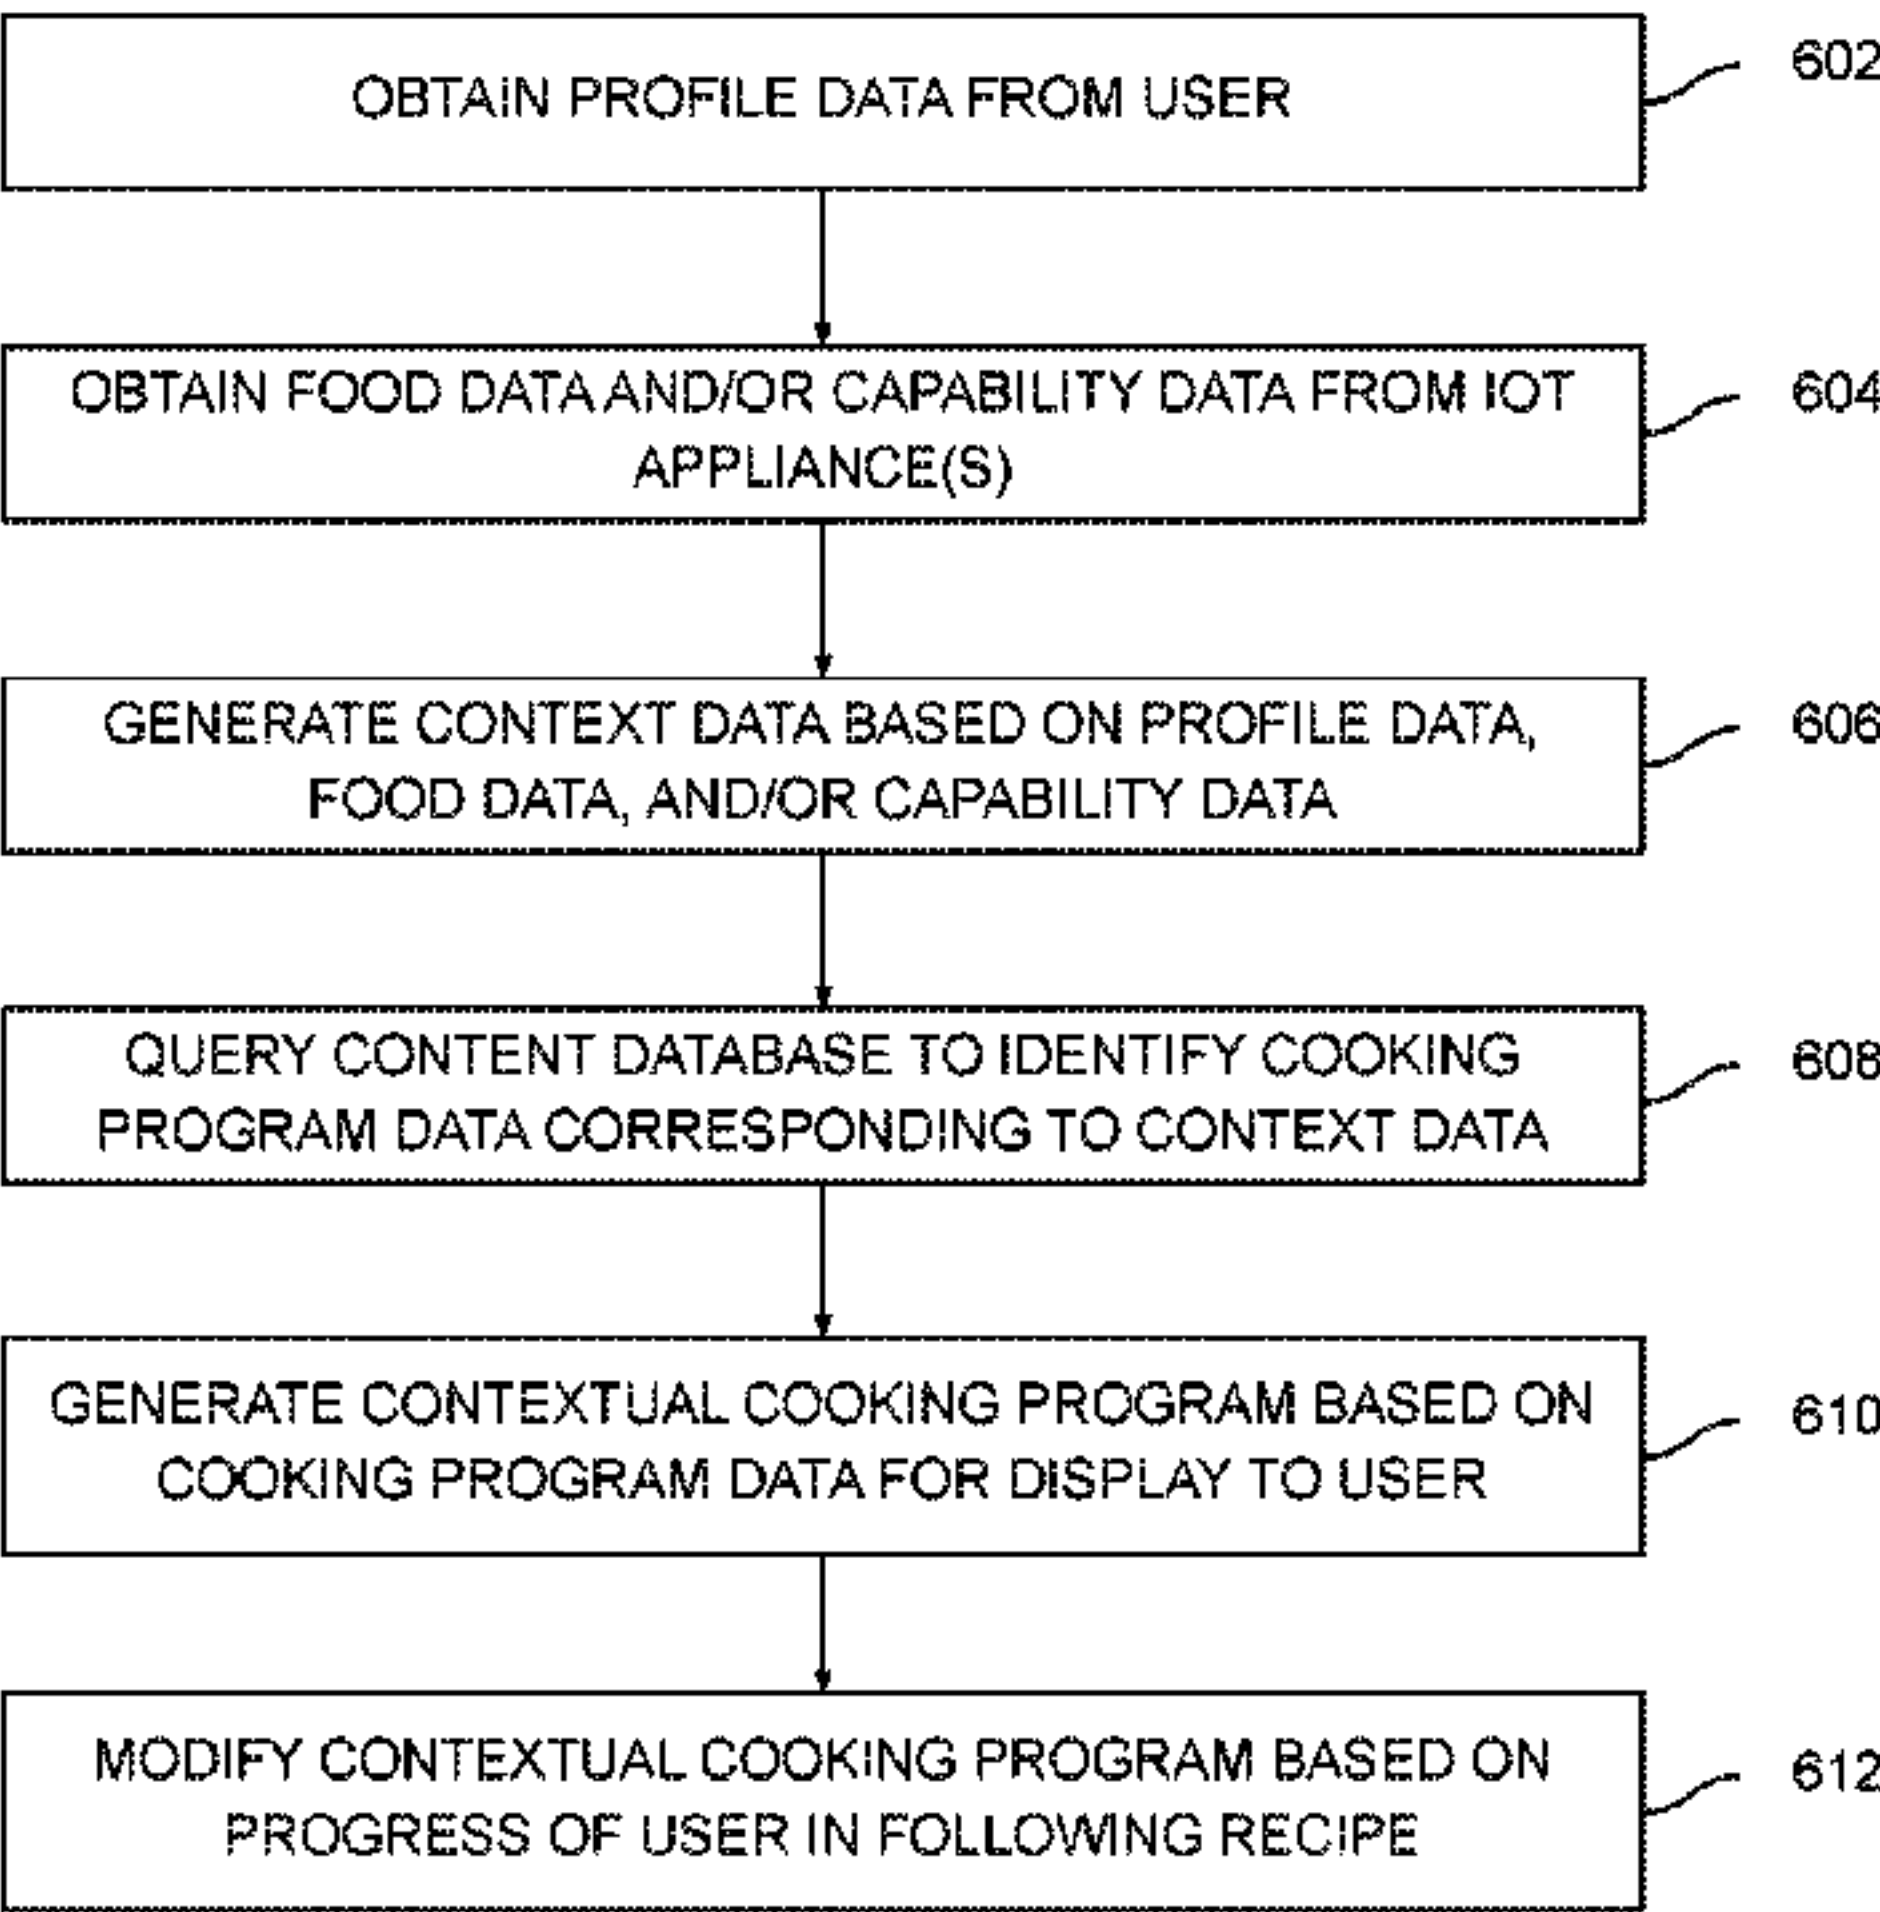 OBTAIN PROFILE DATA FROM USER
602
OBTAIN FOOD DATA AND/OR CAPABILITY DATA FROM IOT
APPLIANCE(S)
604
GENERATE CONTEXT DATA BASED ON PROFILE DATA,
FOOD DATA, AND/OR CAPABILITY DATA
606
QUERY CONTENT DATABASE TO IDENTIFY COOKING
PROGRAM DATA CORRESPONDING TO CONTEXT DATA
608
GENERATE CONTEXTUAL COOKING PROGRAM BASED ON
COOKING PROGRAM DATA FOR DISPLAY TO USER
610
MODIFY CONTEXTUAL COOKING PROGRAM BASED ON
PROGRESS OF USER IN FOLLOWING RECIPE
612